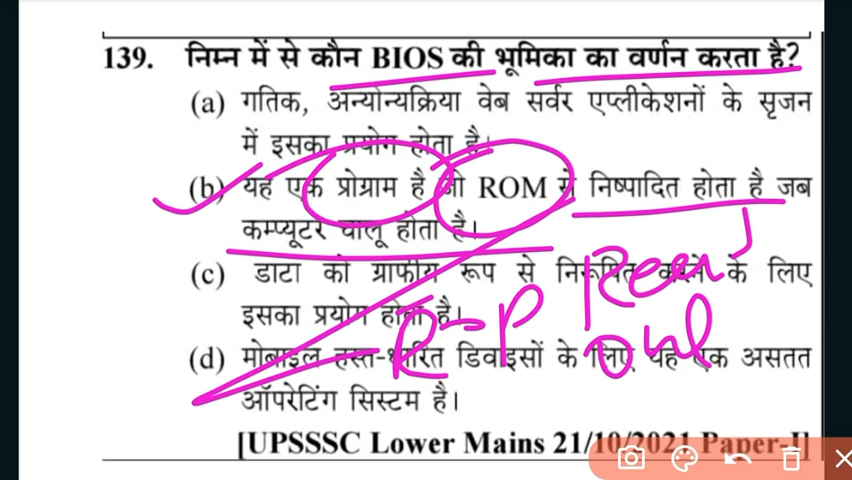 139. निम्न में से कौन BIOS की भूमिका का वर्णन करता है?
(a) गतिक, अन्योन्यक्रिया वेब सर्वर एप्लीकेशनों के सृजन
में इसका प्रयोग होता है।
(b) यह एक प्रोग्राम है जो ROM से निष्पादित होता है जब
कम्प्यूटर चालू होता है।
(c) डाटा को ग्राफीय रूप से निरूपित करने के लिए
इसका प्रयोग होता है।
(d) मोबाइल हस्त-धारित डिवाइसों के लिए यह एक असतत
ऑपरेटिंग सिस्टम है।
[UPSSSC Lower Mains 21/10/2021 Paper-I]